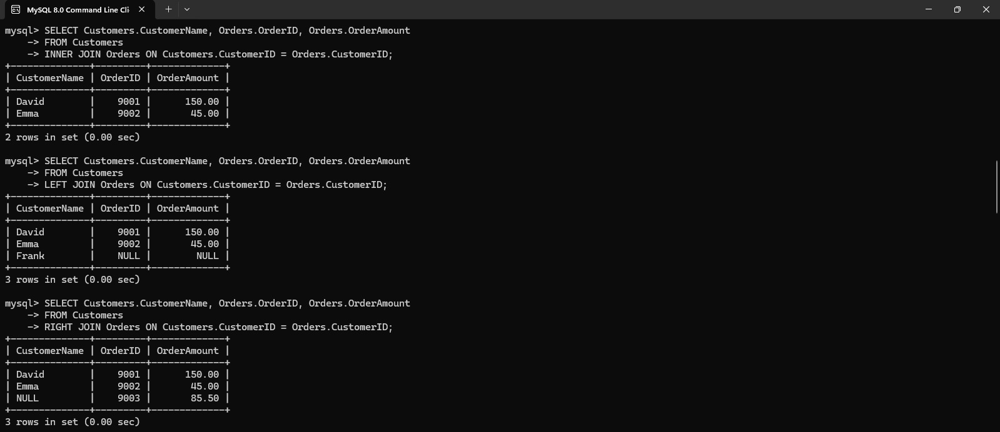 MySQL 8.0 Command Line Cli
mysql> SELECT Customers.CustomerName, Orders.OrderID, Orders.OrderAmount
    -> FROM Customers
    -> INNER JOIN Orders ON Customers.CustomerID = Orders.CustomerID;
+--------------+---------+-------------+
| CustomerName | OrderID | OrderAmount |
+--------------+---------+-------------+
| David        |    9001 |      150.00 |
| Emma         |    9002 |       45.00 |
+--------------+---------+-------------+
2 rows in set (0.00 sec)
mysql> SELECT Customers.CustomerName, Orders.OrderID, Orders.OrderAmount
    -> FROM Customers
    -> LEFT JOIN Orders ON Customers.CustomerID = Orders.CustomerID;
+--------------+---------+-------------+
| CustomerName | OrderID | OrderAmount |
+--------------+---------+-------------+
| David        |    9001 |      150.00 |
| Emma         |    9002 |       45.00 |
| Frank        |    NULL |        NULL |
+--------------+---------+-------------+
3 rows in set (0.00 sec)
mysql> SELECT Customers.CustomerName, Orders.OrderID, Orders.OrderAmount
    -> FROM Customers
    -> RIGHT JOIN Orders ON Customers.CustomerID = Orders.CustomerID;
+--------------+---------+-------------+
| CustomerName | OrderID | OrderAmount |
+--------------+---------+-------------+
| David        |    9001 |      150.00 |
| Emma         |    9002 |       45.00 |
| NULL         |    9003 |       85.50 |
+--------------+---------+-------------+
3 rows in set (0.00 sec)